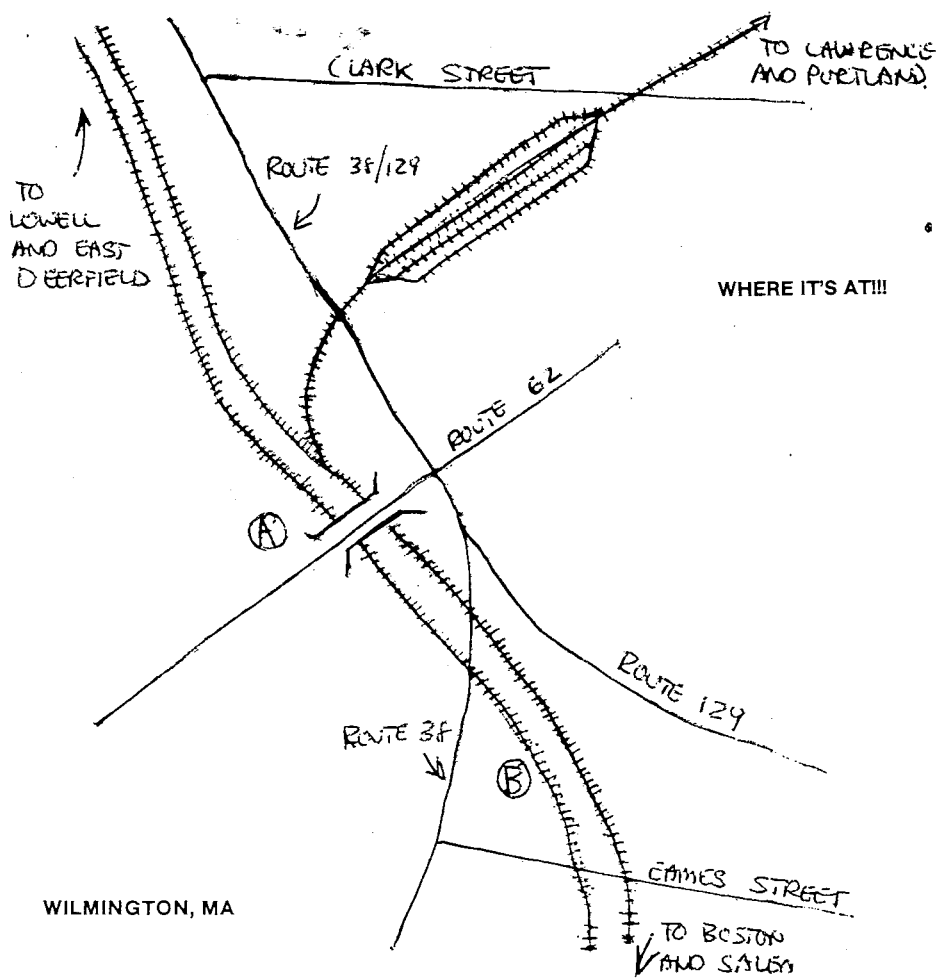 TO LAWRENCE
AND PORTLAND.
CLARK STREET
ROUTE 38/129
TO
LOWELL
AND EAST
DEERFIELD
WHERE IT'S AT!!!
ROUTE 62
A
ROUTE 129
ROUTE 38
B
EAMES STREET
WILMINGTON, MA
TO BOSTON
AND SALEM